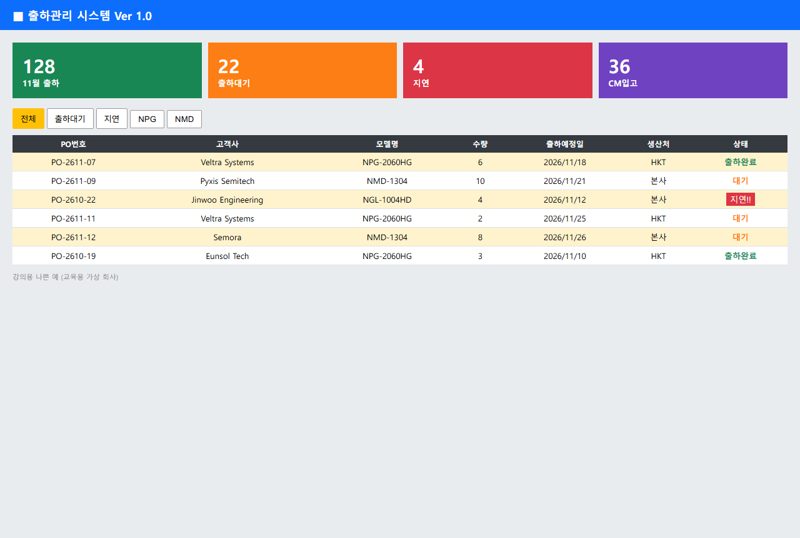 ■ 출하관리 시스템 Ver 1.0
128 22 4 36
11월 출하 출하대기 지연 CM입고
전체 출하대기 지연 NPG NMD
PO번호 고객사 모델명 수량 출하예정일 생산처 상태
PO-2611-07 Veltra Systems NPG-2060HG 6 2026/11/18 HKT 출하완료
PO-2611-09 Pyxis Semitech NMD-1304 10 2026/11/21 본사 대기
PO-2610-22 Jinwoo Engineering NGL-1004HD 4 2026/11/12 본사 지연!!
PO-2611-11 Veltra Systems NPG-2060HG 2 2026/11/25 HKT 대기
PO-2611-12 Semora NMD-1304 8 2026/11/26 본사 대기
PO-2610-19 Eunsol Tech NPG-2060HG 3 2026/11/10 HKT 출하완료
강의용 나쁜 예 (교육용 가상 회사)